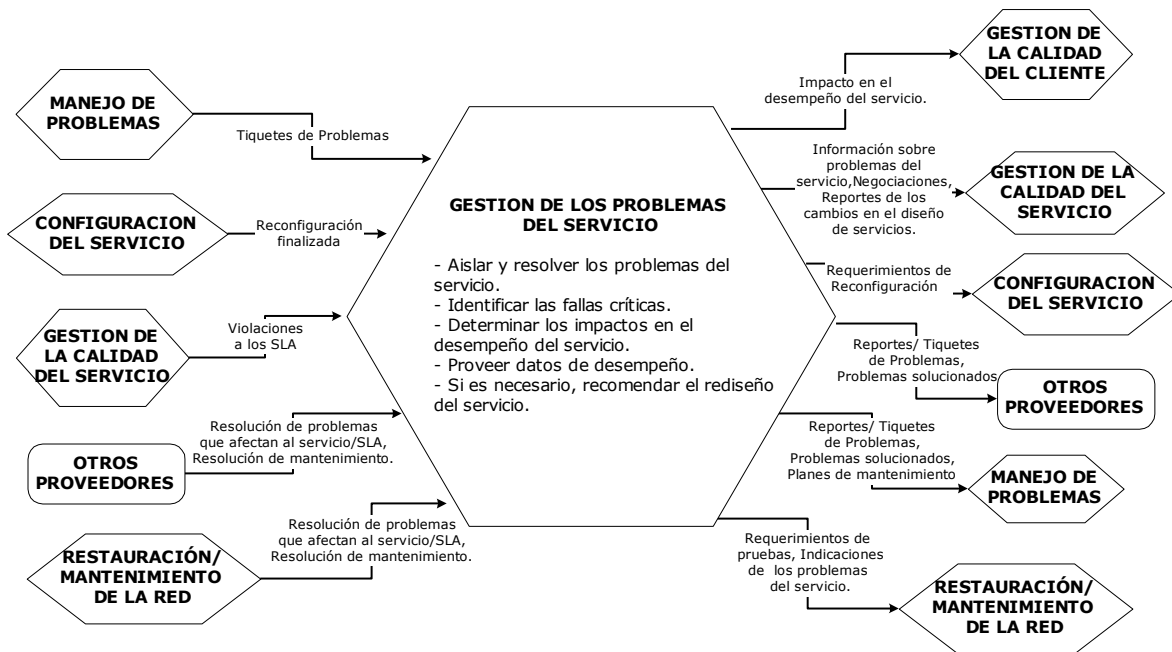 MANEJO DE
PROBLEMAS
Tiquetes de Problemas
CONFIGURACION
DEL SERVICIO
Reconfiguración
finalizada
GESTION DE
LA CALIDAD
DEL SERVICIO
Violaciones
a los SLA
OTROS
PROVEEDORES
Resolución de problemas
que afectan al servicio/SLA,
Resolución de mantenimiento.
RESTAURACIÓN/
MANTENIMIENTO
DE LA RED
Resolución de problemas
que afectan al servicio/SLA,
Resolución de mantenimiento.
GESTION DE LOS PROBLEMAS
DEL SERVICIO
- Aislar y resolver los problemas del
servicio.
- Identificar las fallas críticas.
- Determinar los impactos en el
desempeño del servicio.
- Proveer datos de desempeño.
- Si es necesario, recomendar el rediseño
del servicio.
Impacto en el
desempeño del servicio.
GESTION DE
LA CALIDAD
DEL CLIENTE
Información sobre
problemas del
servicio,Negociaciones,
Reportes de los
cambios en el diseño
de servicios.
GESTION DE LA
CALIDAD DEL
SERVICIO
Requerimientos de
Reconfiguración
CONFIGURACION
DEL SERVICIO
Reportes/ Tiquetes
de Problemas,
Problemas solucionados
OTROS
PROVEEDORES
Reportes/ Tiquetes
de Problemas,
Problemas solucionados,
Planes de mantenimiento
MANEJO DE
PROBLEMAS
Requerimientos de
pruebas, Indicaciones
de los problemas
del servicio.
RESTAURACIÓN/
MANTENIMIENTO
DE LA RED